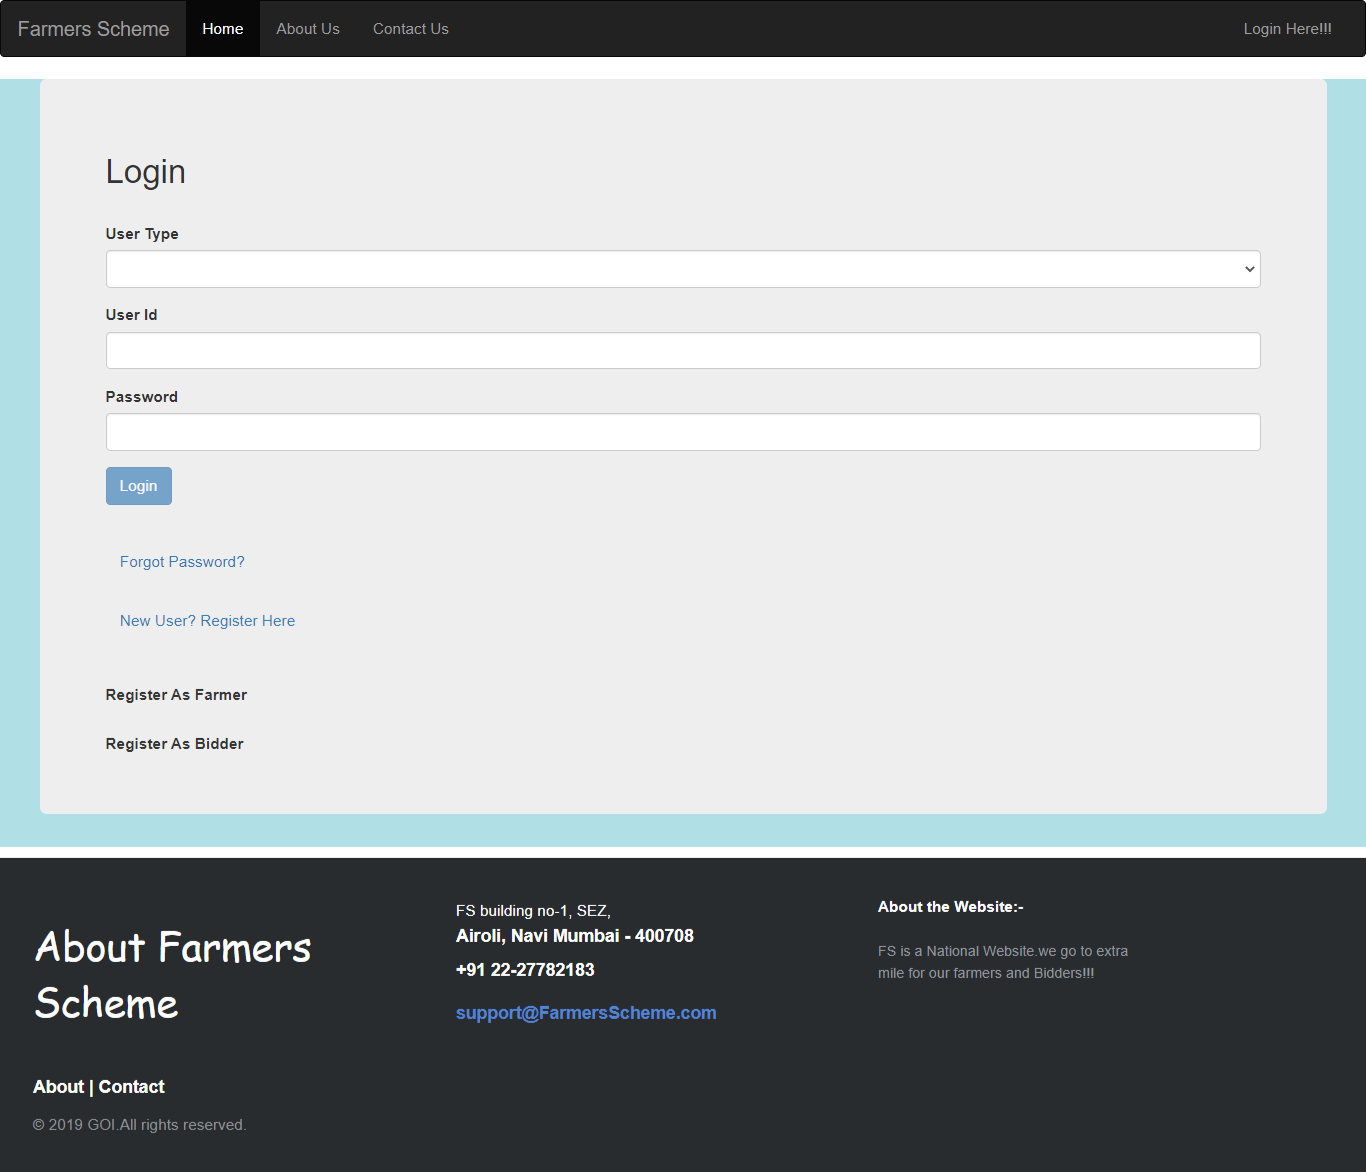 Farmers Scheme Home About Us Contact Us Login Here!!!
Login
User Type
User Id
Password
Login
Forgot Password?
New User? Register Here
Register As Farmer
Register As Bidder
About Farmers
Scheme
About | Contact
© 2019 GOI.All rights reserved.
FS building no-1, SEZ,
Airoli, Navi Mumbai - 400708
+91 22-27782183
support@FarmersScheme.com
About the Website:-
FS is a National Website.we go to extra
mile for our farmers and Bidders!!!